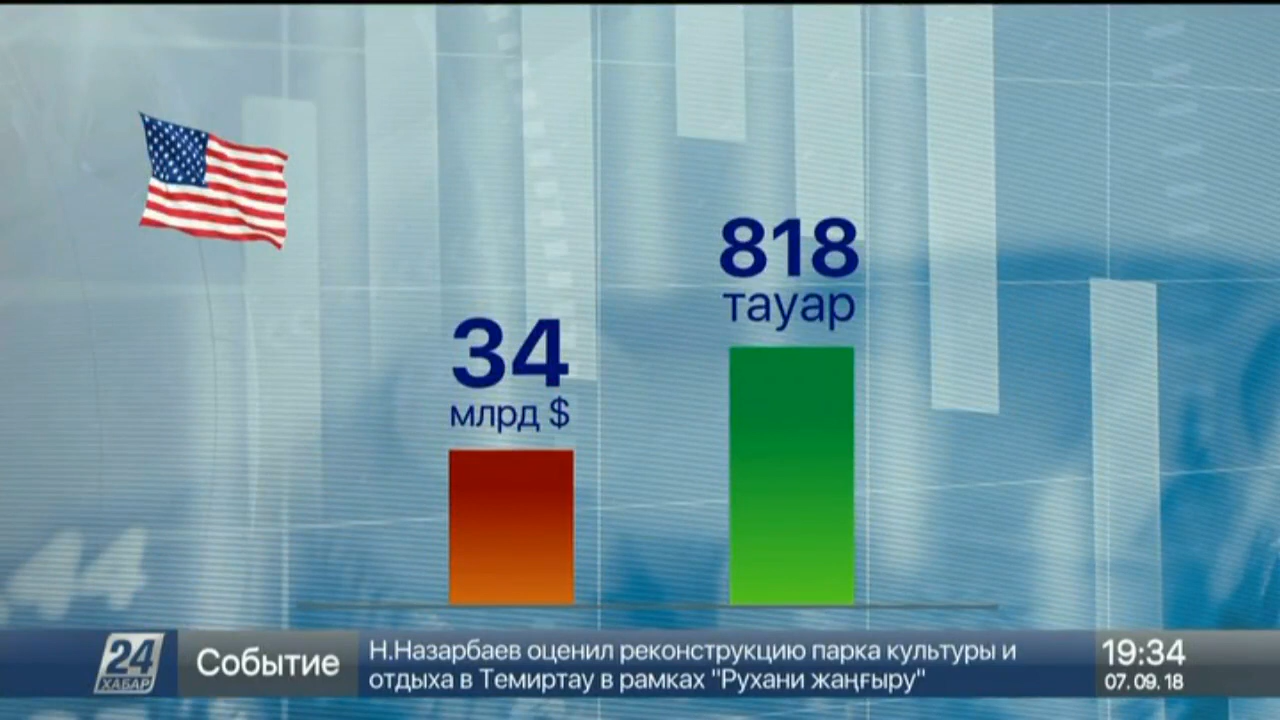 818
тауар
34
млрд $
24
ХАБАР
Событие
Н.Назарбаев оценил реконструкцию парка культуры и
отдыха в Темиртау в рамках "Рухани жаңғыру"
19:34
07. 09. 18